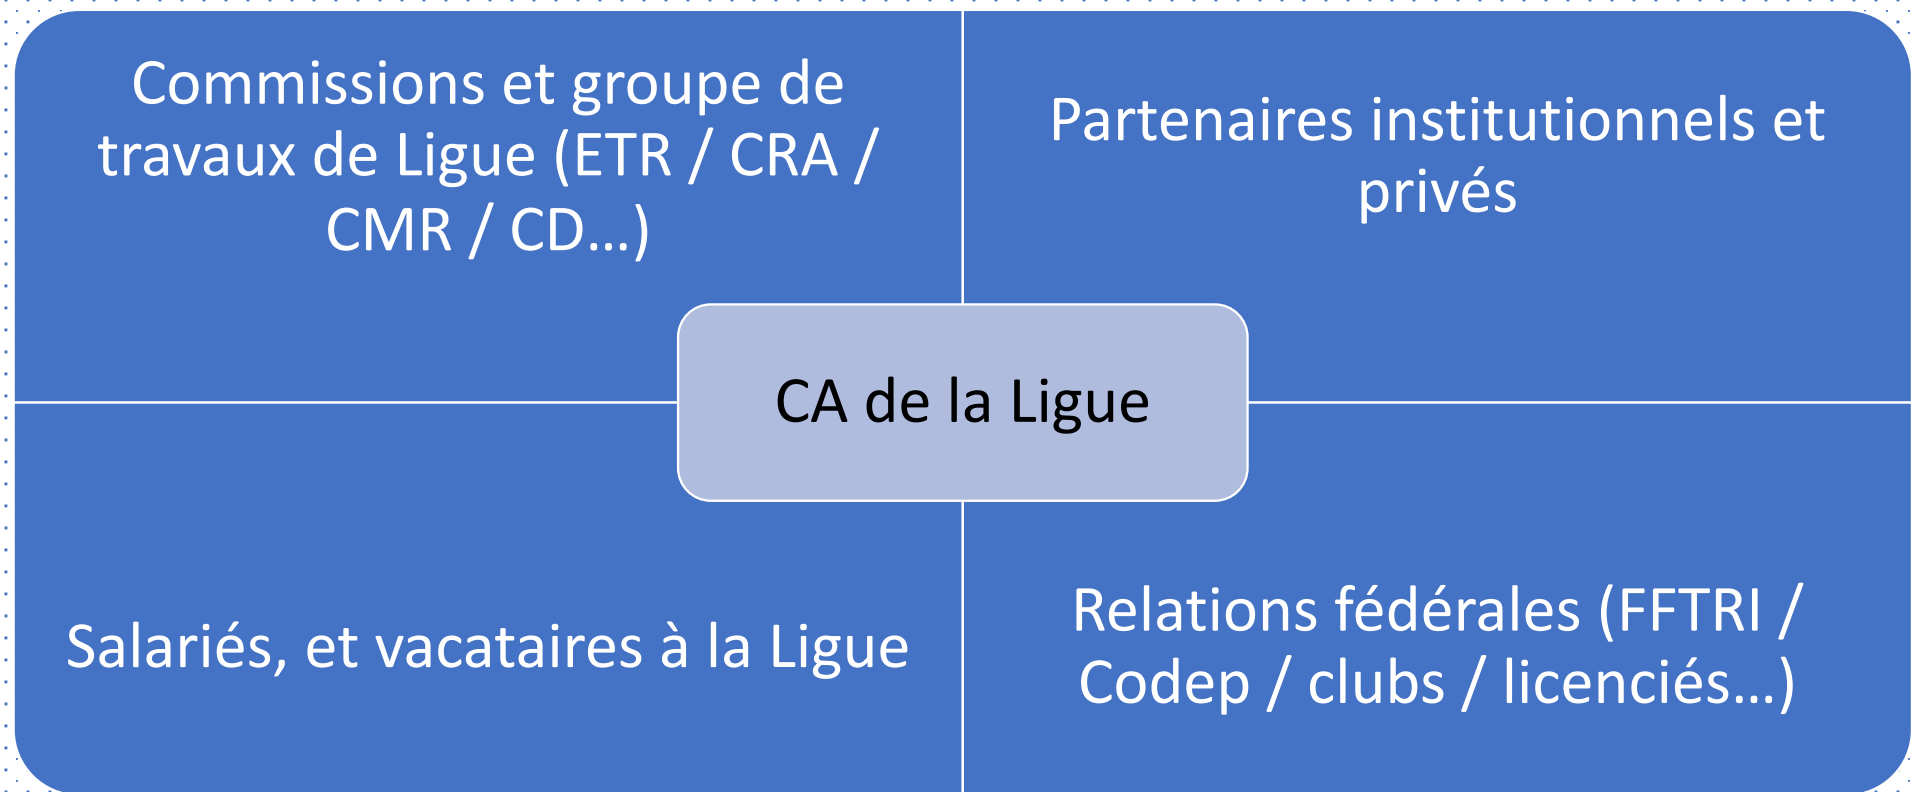 Commissions et groupe de
travaux de Ligue (ETR / CRA /
CMR / CD...)
Partenaires institutionnels et
privés
CA de la Ligue
Salariés, et vacataires à la Ligue
Relations fédérales (FFTRI /
Codep / clubs / licenciés...)